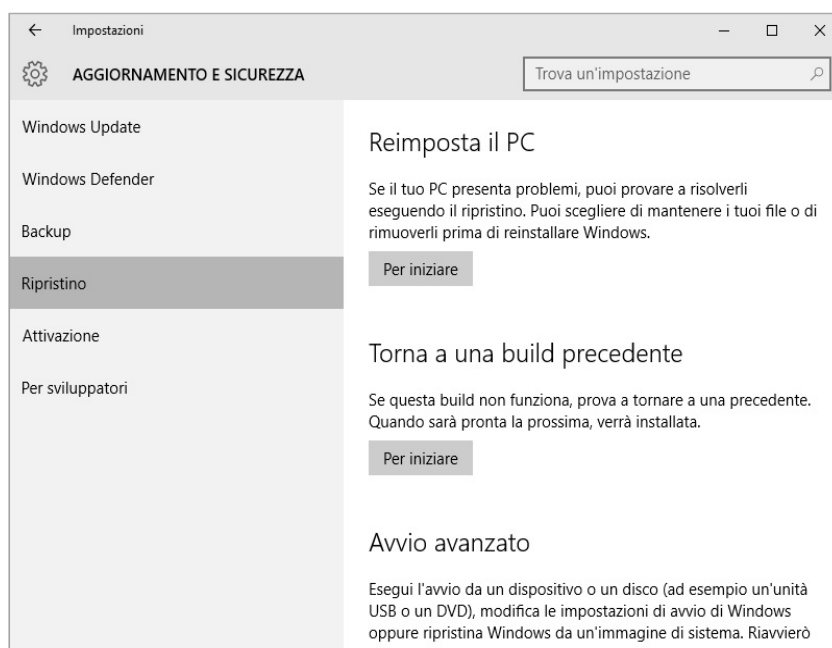 Impostazioni
AGGIORNAMENTO E SICUREZZA
Trova un'impostazione
Windows Update
Windows Defender
Backup
Ripristino
Attivazione
Per sviluppatori
Reimposta il PC
Se il tuo PC presenta problemi, puoi provare a risolverli
eseguendo il ripristino. Puoi scegliere di mantenere i tuoi file o di
rimuoverli prima di reinstallare Windows.
Per iniziare
Torna a una build precedente
Se questa build non funziona, prova a tornare a una precedente.
Quando sarà pronta la prossima, verrà installata.
Per iniziare
Avvio avanzato
Esegui l'avvio da un dispositivo o un disco (ad esempio un'unità
USB o un DVD), modifica le impostazioni di avvio di Windows
oppure ripristina Windows da un'immagine di sistema. Riavvierò